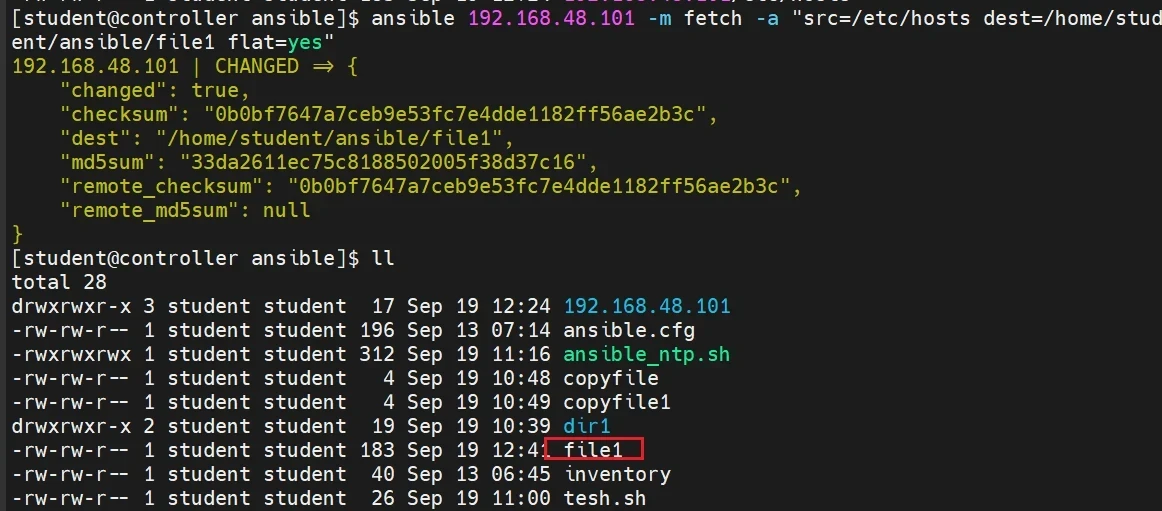 [student@controller ansible]$ ansible 192.168.48.101 -m fetch -a "src=/etc/hosts dest=/home/stud
ent/ansible/file1 flat=yes"
192.168.48.101 | CHANGED => {
    "changed": true,
    "checksum": "0b0bf7647a7ceb9e53fc7e4dde1182ff56ae2b3c",
    "dest": "/home/student/ansible/file1",
    "md5sum": "33da2611ec75c8188502005f38d37c16",
    "remote_checksum": "0b0bf7647a7ceb9e53fc7e4dde1182ff56ae2b3c",
    "remote_md5sum": null
}
[student@controller ansible]$ ll
total 28
drwxrwxr-x 3 student student  17 Sep 19 12:24 192.168.48.101
-rw-rw-r-- 1 student student 196 Sep 13 07:14 ansible.cfg
-rwxrwxrwx 1 student student 312 Sep 19 11:16 ansible_ntp.sh
-rw-rw-r-- 1 student student   4 Sep 19 10:48 copyfile
-rw-rw-r-- 1 student student   4 Sep 19 10:49 copyfile1
drwxrwxr-x 2 student student  19 Sep 19 10:39 dir1
-rw-rw-r-- 1 student student 183 Sep 19 12:41 file1
-rw-rw-r-- 1 student student  40 Sep 13 06:45 inventory
-rw-rw-r-- 1 student student  26 Sep 19 11:00 tesh.sh